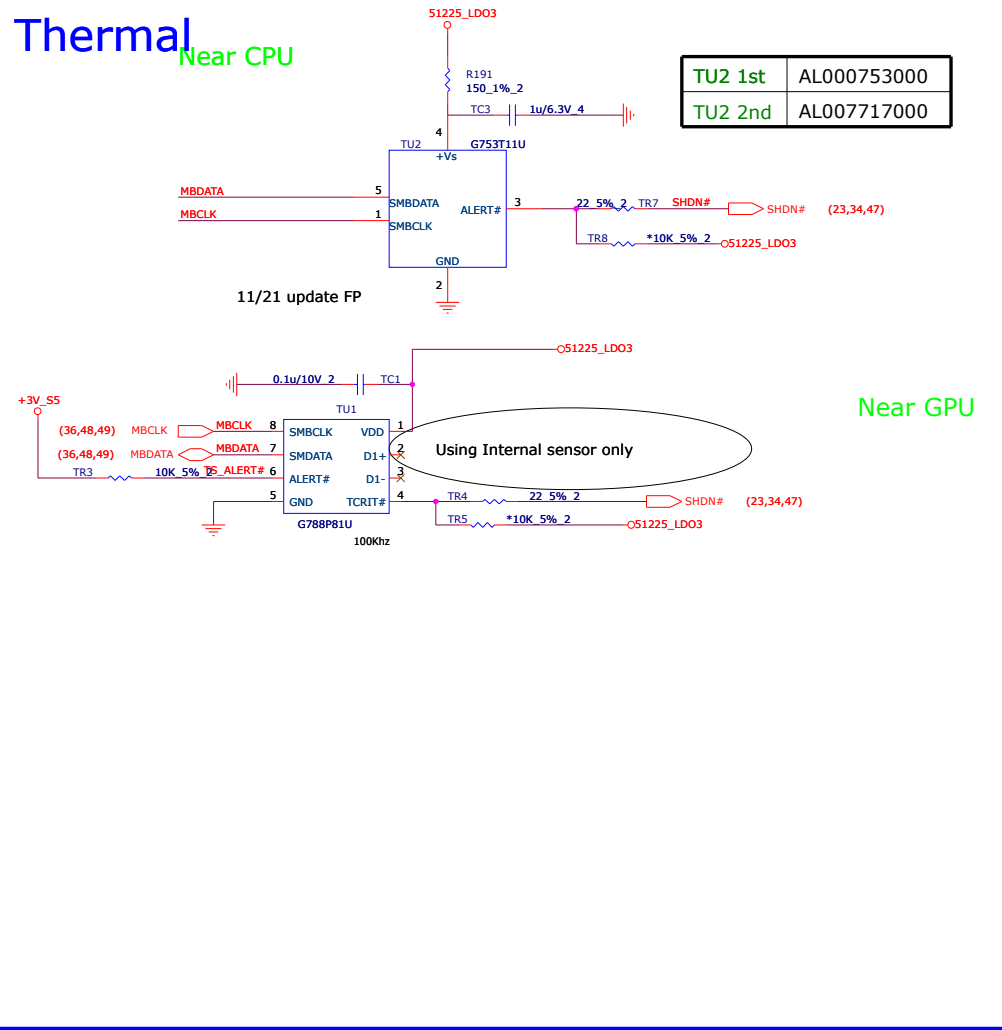 Thermal
Near CPU
51225_LDO3
R191
150_1%_2
TC3 1u/6.3V_4
TU2 1st AL000753000
TU2 2nd AL007717000
4
TU2 G753T11U
+Vs
MBDATA 5 SMBDATA
MBCLK 1 SMBCLK
ALERT# 3
22_5%_2 TR7 SHDN# SHDN# (23,34,47)
TR8 *10K_5%_2 51225_LDO3
GND
2
11/21 update FP
51225_LDO3
0.1u/10V_2 TC1
+3V_S5
TU1
Near GPU
(36,48,49) MBCLK MBCLK 8 SMBCLK VDD 1
(36,48,49) MBDATA MBDATA 7 SMDATA D1+ 2
Using Internal sensor only
TR3 10K_5%_2 TS_ALERT# 6 ALERT# D1- 3
5 GND TCRIT# 4 TR4 22_5%_2 SHDN# (23,34,47)
TR5 *10K_5%_2 51225_LDO3
G788P81U
100Khz